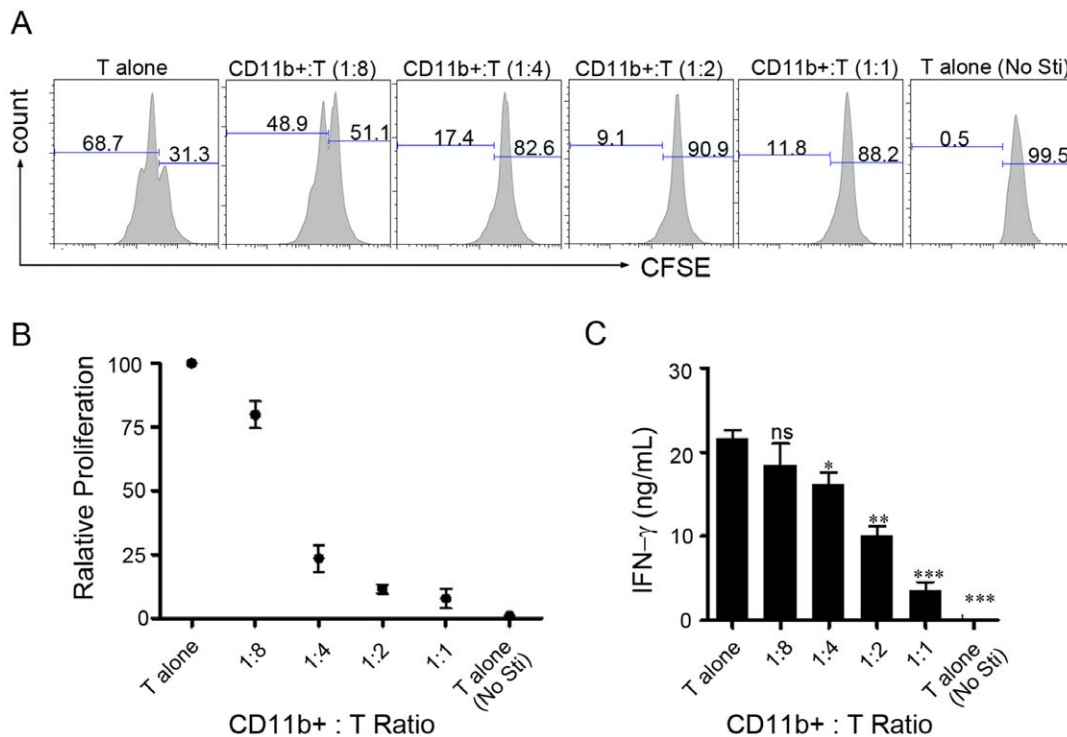 A
T alone
CD11b+:T (1:8)
CD11b+:T (1:4)
CD11b+:T (1:2)
CD11b+:T (1:1)
T alone (No Sti)
count
68.7
31.3
48.9
51.1
17.4
82.6
9.1
90.9
11.8
88.2
0.5
99.5
CFSE
B
Ralative Proliferation
100
75
50
25
0
T alone
1:8
1:4
1:2
1:1
T alone
(No Sti)
CD11b+ : T Ratio
C
IFN-γ (ng/mL)
30
20
10
0
ns
*
**
***
***
T alone
1:8
1:4
1:2
1:1
T alone
(No Sti)
CD11b+ : T Ratio